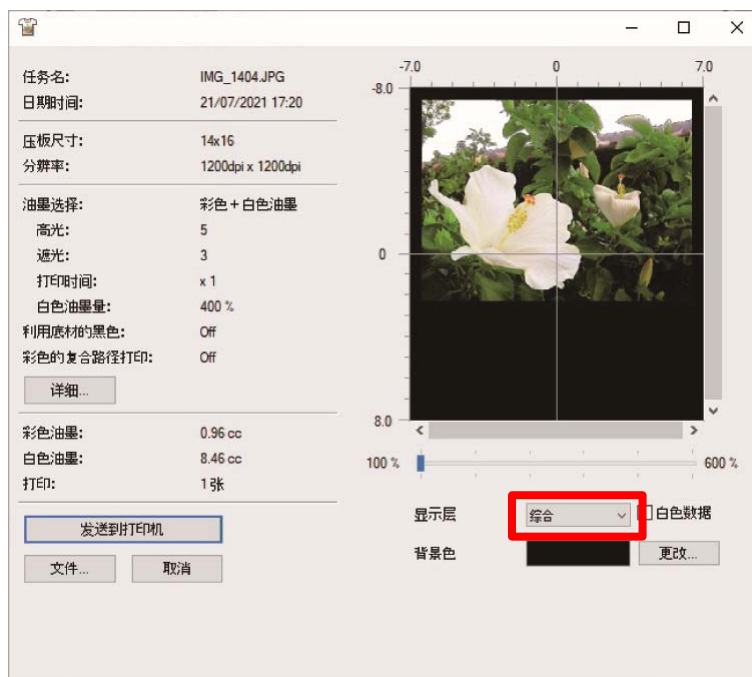 任务名: IMG_1404.JPG
日期时间: 21/07/2021 17:20
压板尺寸: 14x16
分辨率: 1200dpi x 1200dpi
油墨选择: 彩色+白色油墨
高光: 5
遮光: 3
打印时间: x 1
白色油墨量: 400 %
利用底材的黑色: Off
彩色的复合路径打印: Off
详细...
彩色油墨: 0.96 cc
白色油墨: 8.46 cc
打印: 1张
发送到打印机
文件... 取消
-7.0 0 7.0
-8.0
0
8.0
100 % 600 %
显示层 综合 白色数据
背景色 更改...